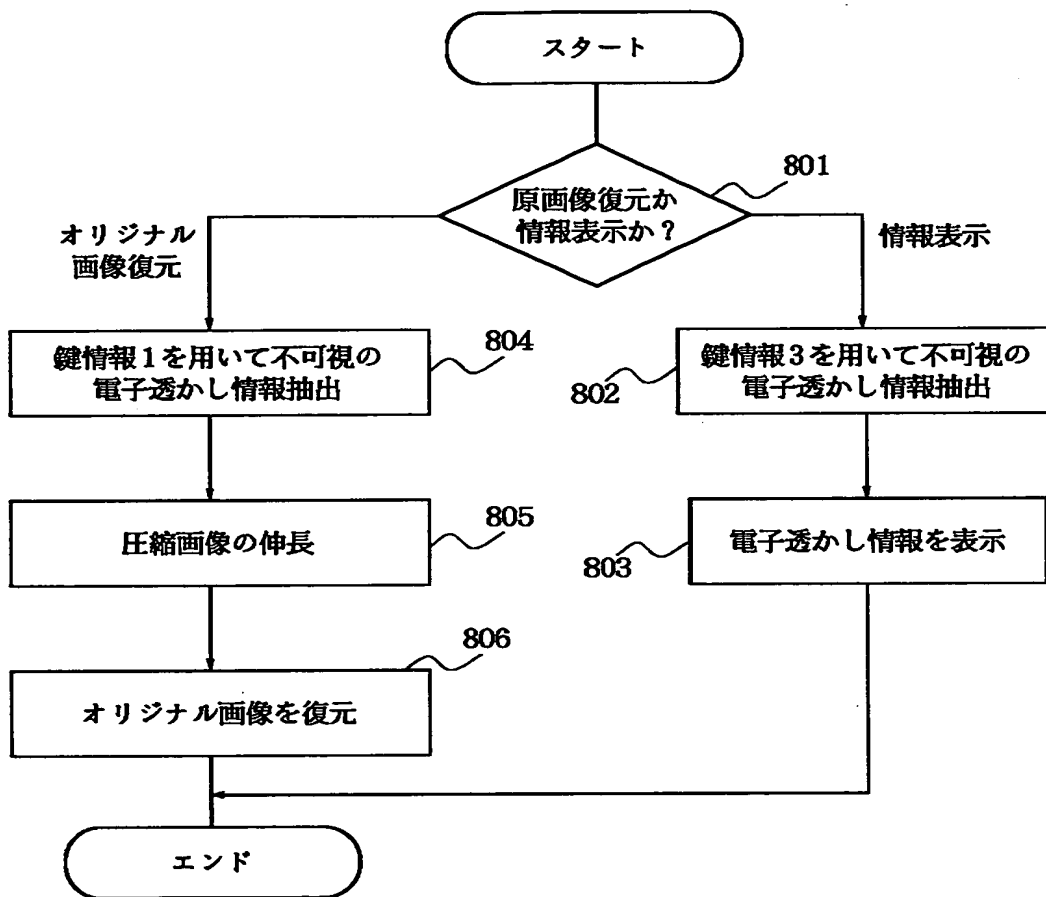 スタート
801
原画像復元か
情報表示か？
オリジナル
画像復元
情報表示
鍵情報１を用いて不可視の
電子透かし情報抽出
804
鍵情報３を用いて不可視の
電子透かし情報抽出
802
圧縮画像の伸長
805
電子透かし情報を表示
803
806
オリジナル画像を復元
エンド